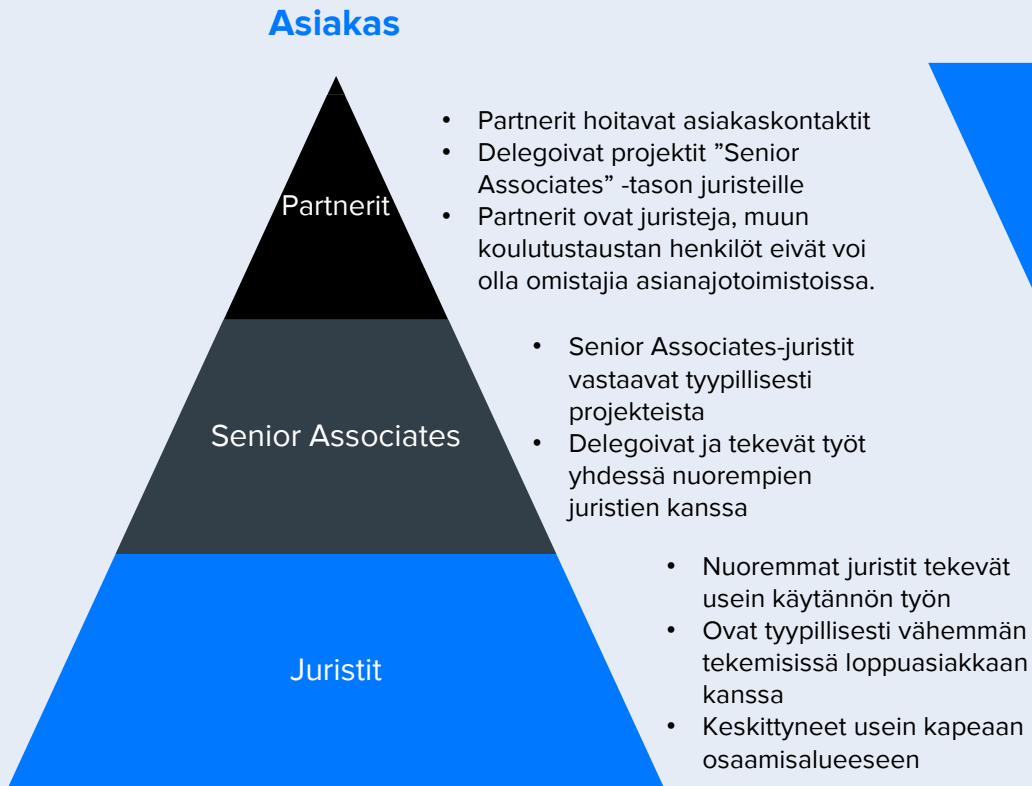 Asiakas
Partnerit
• Partnerit hoitavat asiakaskontaktit
• Delegoivat projektit ”Senior
Associates” -tason juristeille
• Partnerit ovat juristeja, muun
koulutustaustan henkilöt eivät voi
olla omistajia asianajotoimistoissa.
Senior Associates
• Senior Associates-juristit
vastaavat tyypillisesti
projekteista
• Delegoivat ja tekevät työt
yhdessä nuorempien
juristien kanssa
Juristit
• Nuoremmat juristit tekevät
usein käytännön työn
• Ovat tyypillisesti vähemmän
tekemisissä loppuasiakkaan
kanssa
• Keskittyneet usein kapeaan
osaamisalueeseen